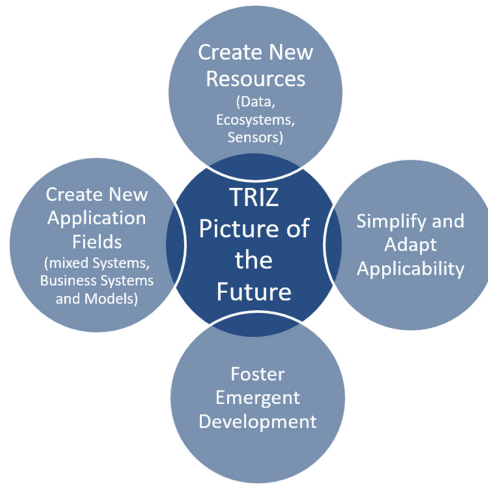 Create New
Resources
(Data,
Ecosystems,
Sensors)
Create New
Application
Fields
(mixed Systems,
Business Systems
and Models)
TRIZ
Picture of
the
Future
Simplify and
Adapt
Applicability
Foster
Emergent
Development